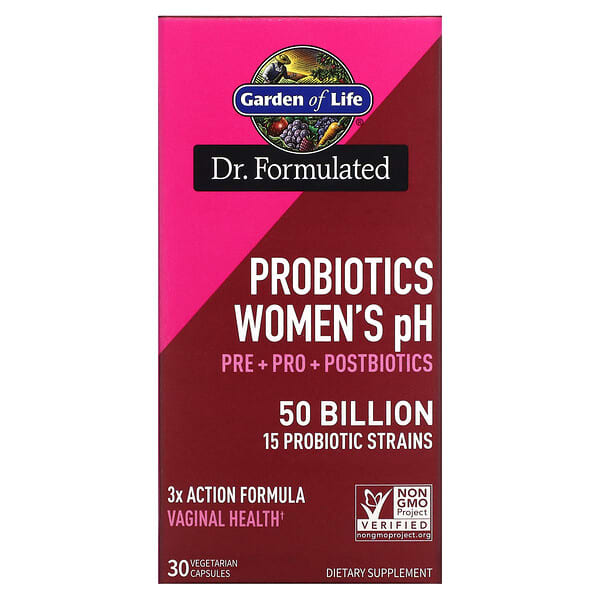 Garden of Life®
Dr. Formulated
PROBIOTICS
WOMEN'S pH
PRE + PRO + POSTBIOTICS
50 BILLION
15 PROBIOTIC STRAINS
3x ACTION FORMULA
VAGINAL HEALTH†
NON
GMO
Project
VERIFIED
nongmoproject.org
30 VEGETARIAN
CAPSULES
DIETARY SUPPLEMENT